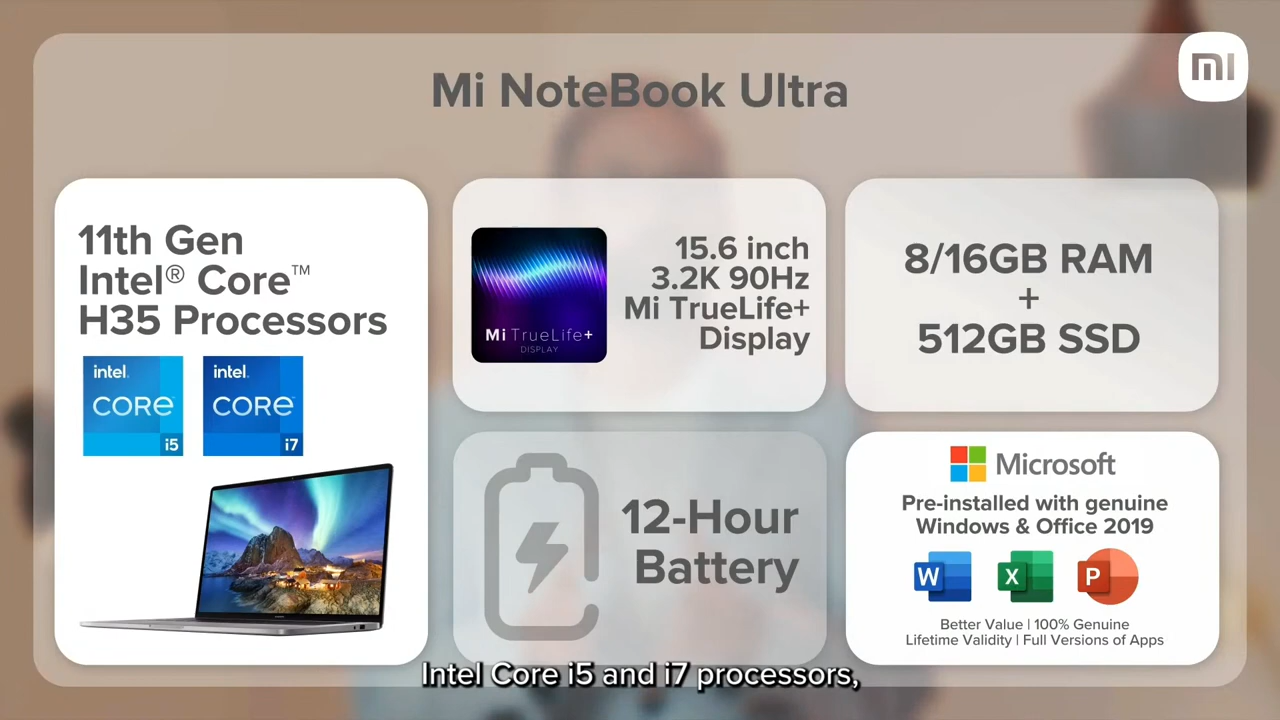 mi
Mi NoteBook Ultra
11th Gen
Intel® Core™
H35 Processors
intel.
CORE™
i5
intel.
CORE™
i7
Mi TrueLife+
DISPLAY
15.6 inch
3.2K 90Hz
Mi TrueLife+
Display
8/16GB RAM
+
512GB SSD
12-Hour
Battery
Microsoft
Pre-installed with genuine
Windows & Office 2019
W
X
P
Better Value | 100% Genuine
Lifetime Validity | Full Versions of Apps
Intel Core i5 and i7 processors,